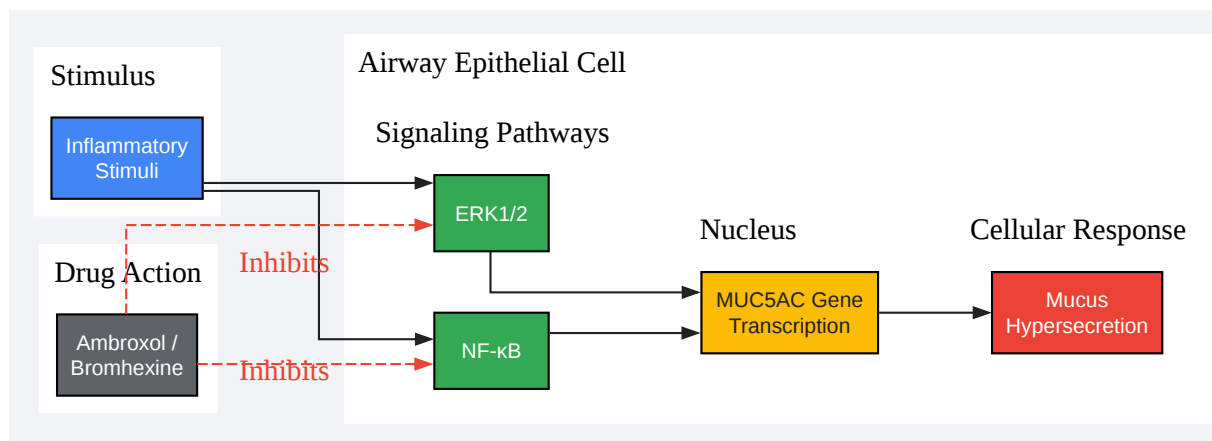 Stimulus
Inflammatory
Stimuli
Drug Action
Ambroxol /
Bromhexine
Inhibits
Inhibits
Airway Epithelial Cell
Signaling Pathways
ERK1/2
NF-κB
Nucleus
MUC5AC Gene
Transcription
Cellular Response
Mucus
Hypersecretion